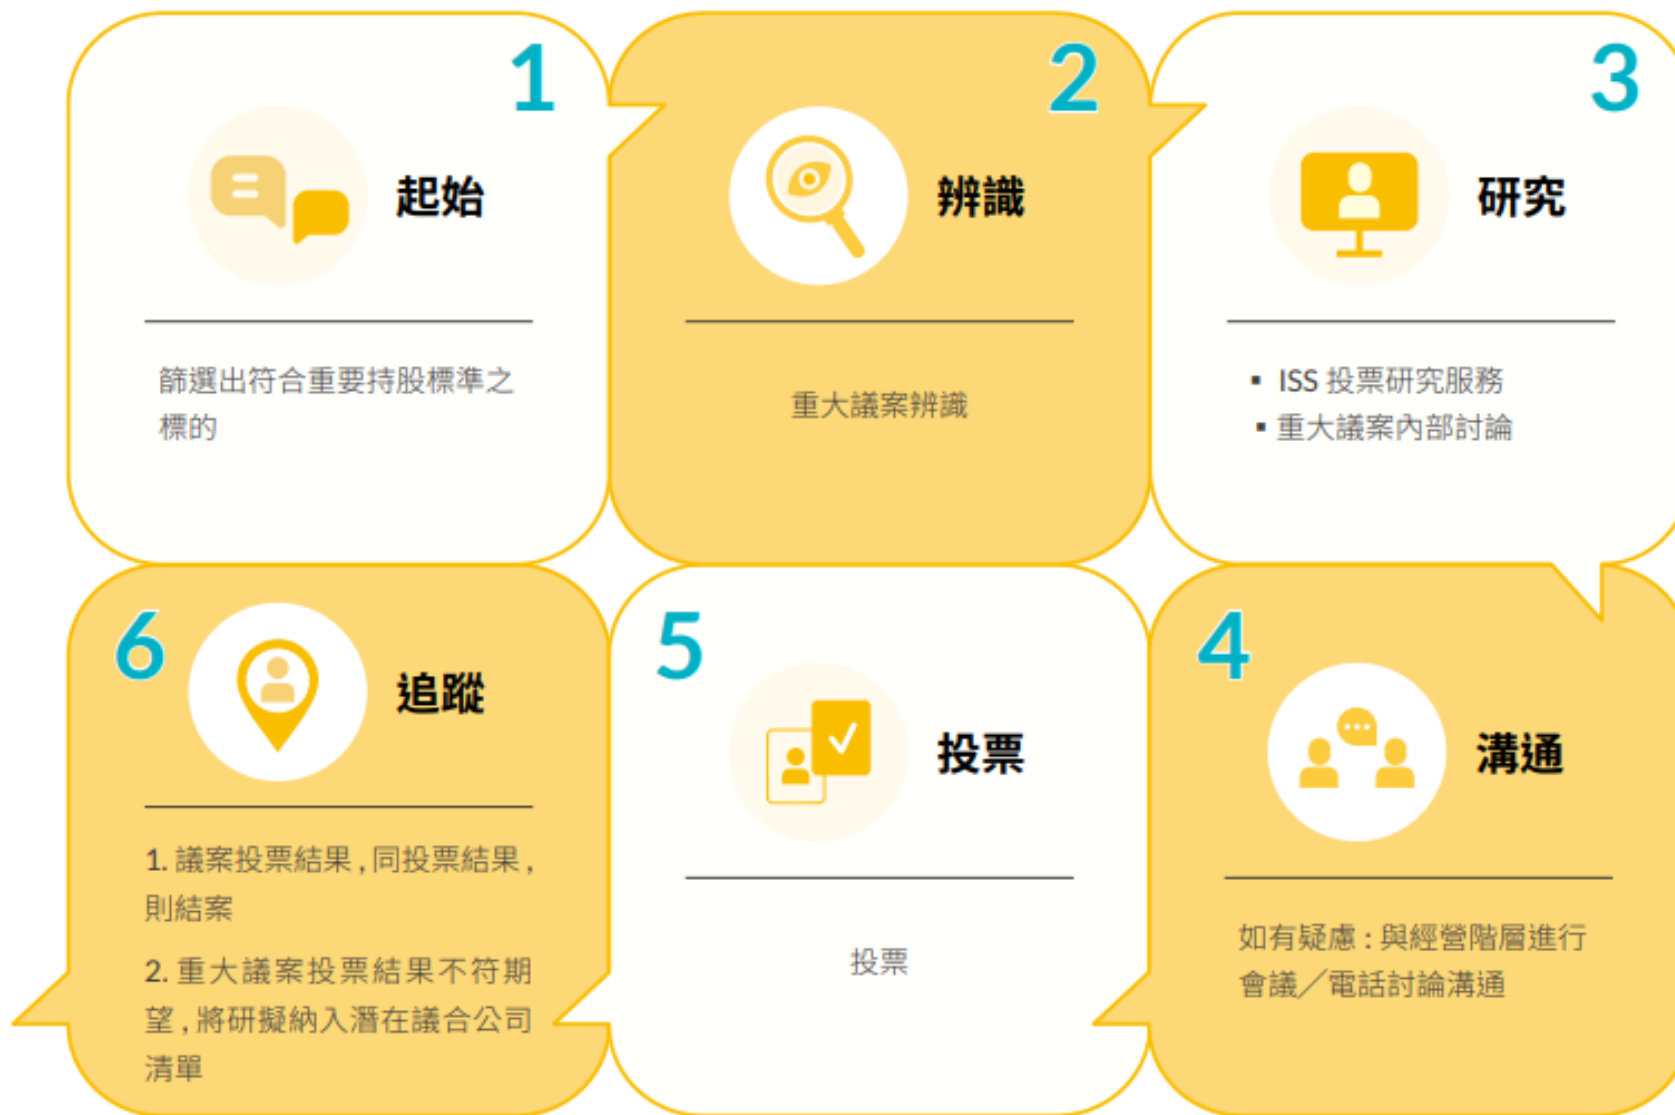 1
起始
篩選出符合重要持股標準之
標的
2
辨識
重大議案辨識
3
研究
▪ ISS 投票研究服務
▪ 重大議案內部討論
4
溝通
如有疑慮 : 與經營階層進行
會議／電話討論溝通
5
投票
投票
6
追蹤
1. 議案投票結果 , 同投票結果 ,
則結案
2. 重大議案投票結果不符期
望 , 將研擬納入潛在議合公司
清單